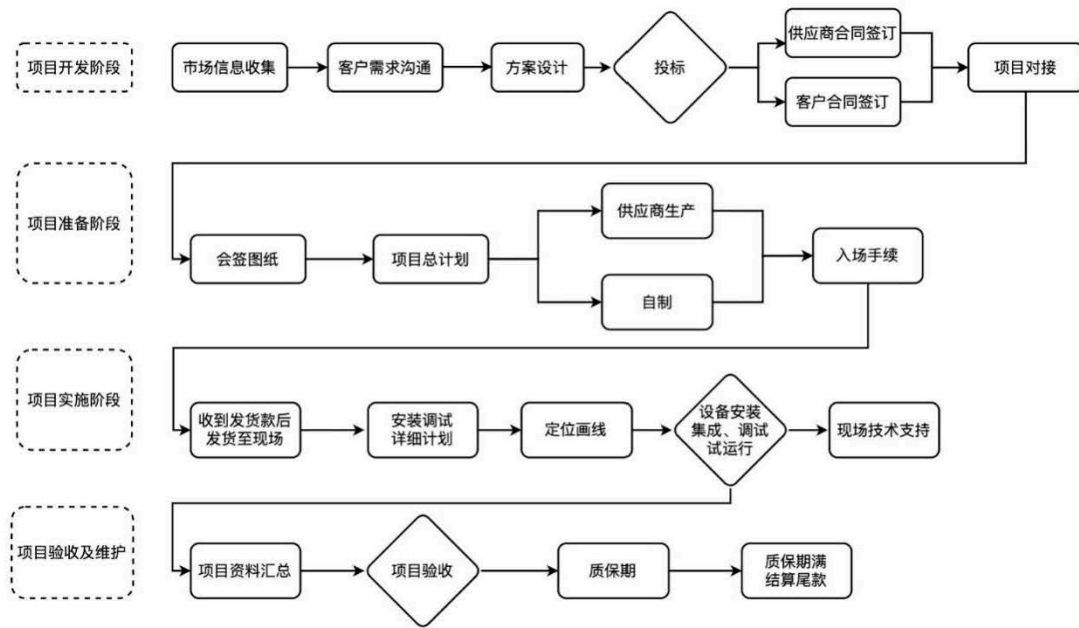 项目开发阶段
市场信息收集
客户需求沟通
方案设计
投标
供应商合同签订
客户合同签订
项目对接
项目准备阶段
会签图纸
项目总计划
供应商生产
自制
入场手续
项目实施阶段
收到发货款后
发货至现场
安装调试
详细计划
定位画线
设备安装
集成、调试
试运行
现场技术支持
项目验收及维护
项目资料汇总
项目验收
质保期
质保期满
结算尾款